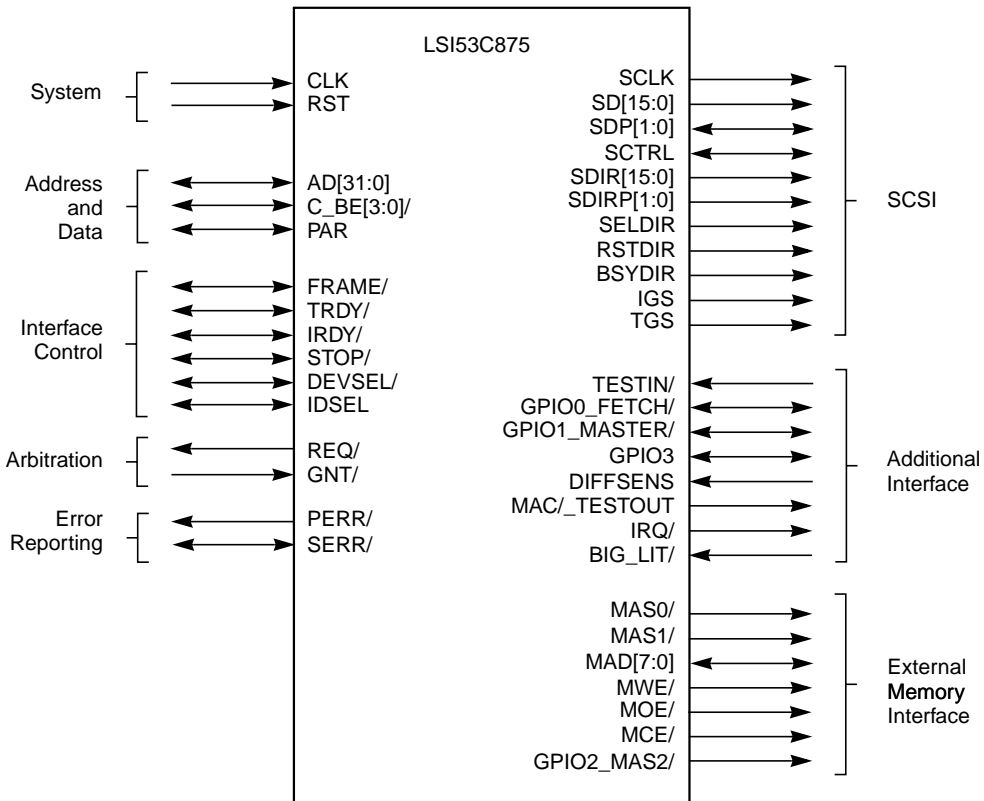 LSI53C875
System
CLK
RST
Address
and
Data
AD[31:0]
C_BE[3:0]/
PAR
Interface
Control
FRAME/
TRDY/
IRDY/
STOP/
DEVSEL/
IDSEL
Arbitration
REQ/
GNT/
Error
Reporting
PERR/
SERR/
SCLK
SD[15:0]
SDP[1:0]
SCTRL
SDIR[15:0]
SDIRP[1:0]
SELDIR
RSTDIR
BSYDIR
IGS
TGS
SCSI
TESTIN/
GPIO0_FETCH/
GPIO1_MASTER/
GPIO3
DIFFSENS
MAC/_TESTOUT
IRQ/
BIG_LIT/
Additional
Interface
MAS0/
MAS1/
MAD[7:0]
MWE/
MOE/
MCE/
GPIO2_MAS2/
External
Memory
Interface